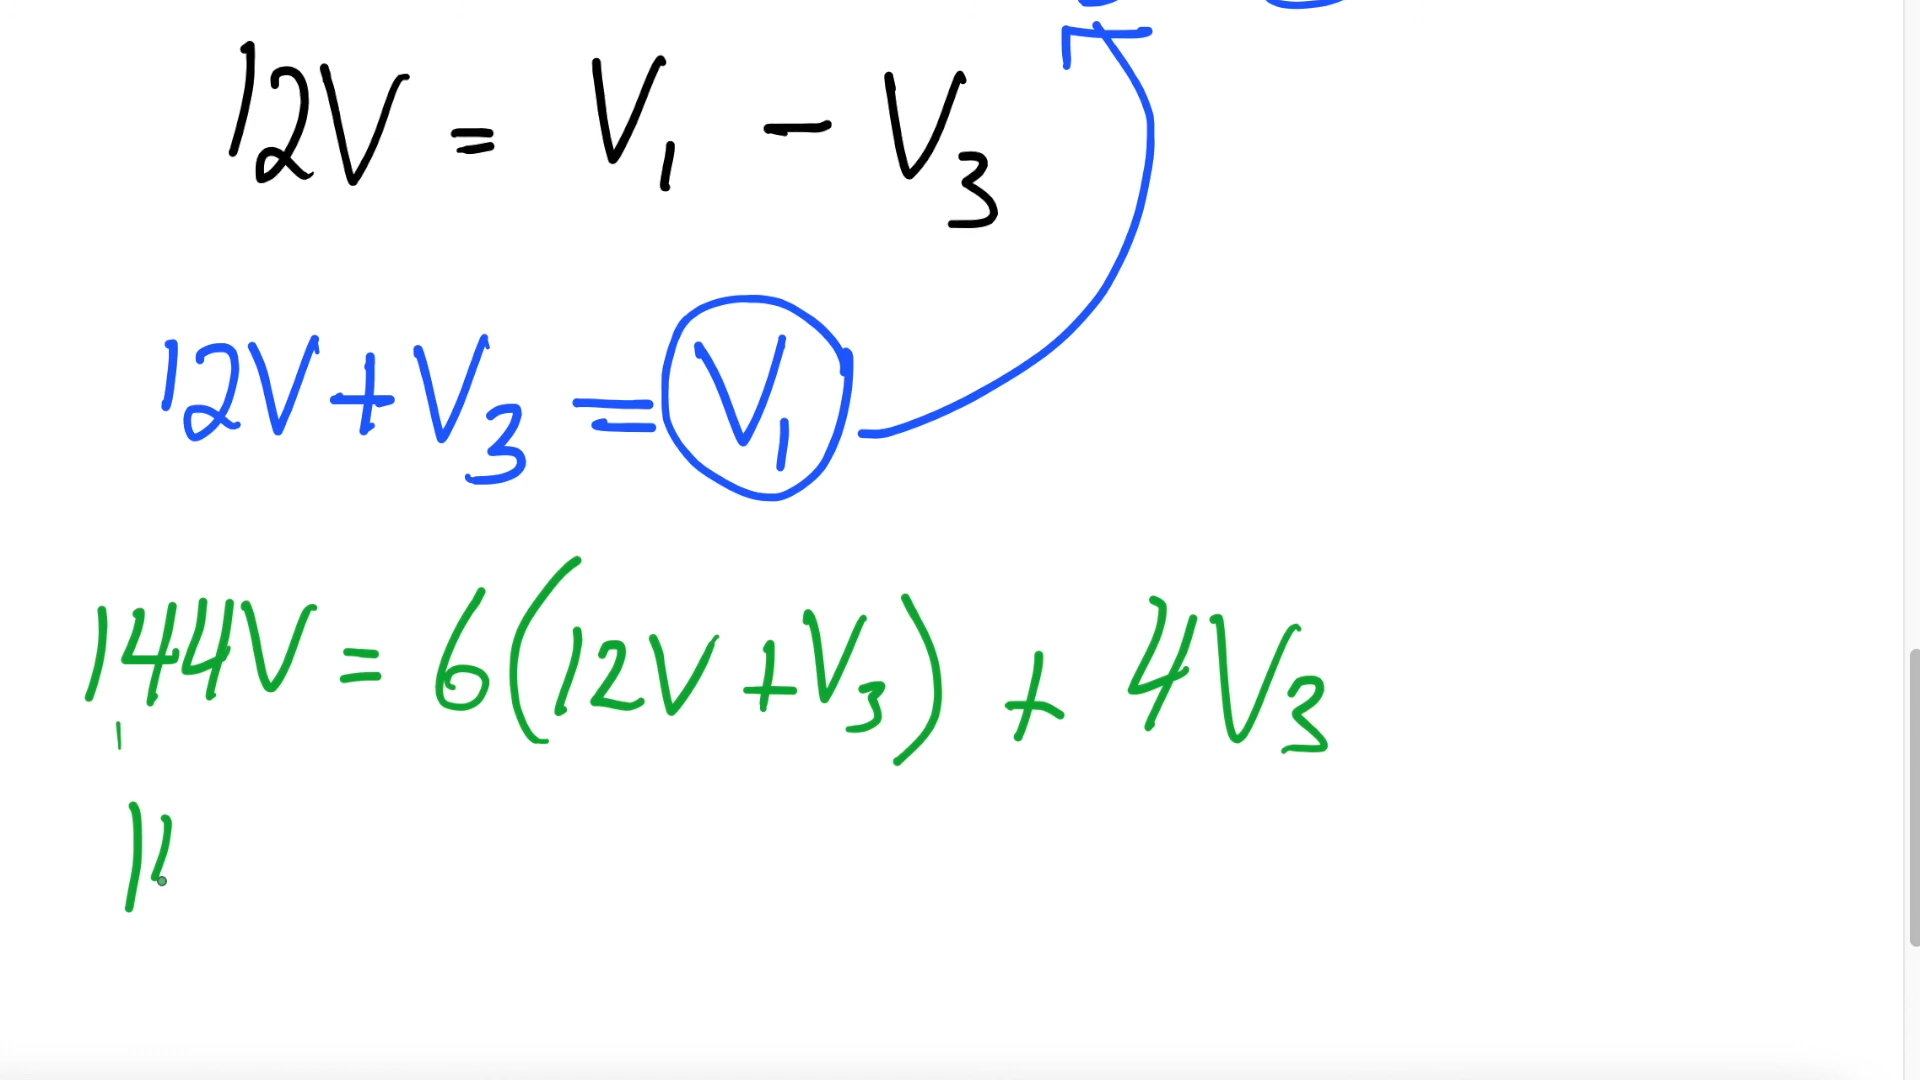 12V = V₁ - V₃
12V + V₃ = V₁
144V = 6(12V + V₃) + 4V₃